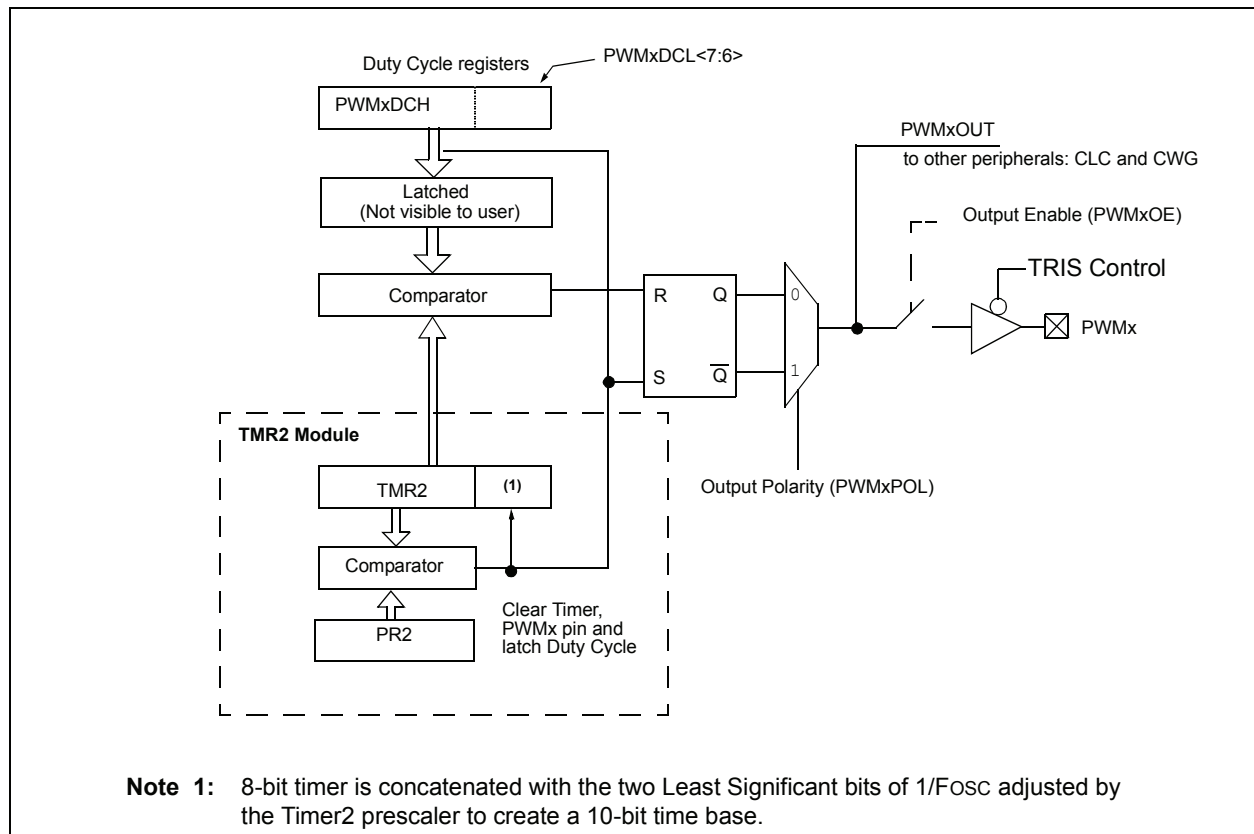 Duty Cycle registers
PWMxDCL<7:6>
PWMxDCH
Latched
(Not visible to user)
Comparator
R
Q
S
Q
0
1
PWMxOUT
to other peripherals: CLC and CWG
Output Enable (PWMxOE)
TRIS Control
PWMx
Output Polarity (PWMxPOL)
TMR2 Module
TMR2
(1)
Comparator
PR2
Clear Timer,
PWMx pin and
latch Duty Cycle
Note 1: 8-bit timer is concatenated with the two Least Significant bits of 1/FOSC adjusted by
the Timer2 prescaler to create a 10-bit time base.